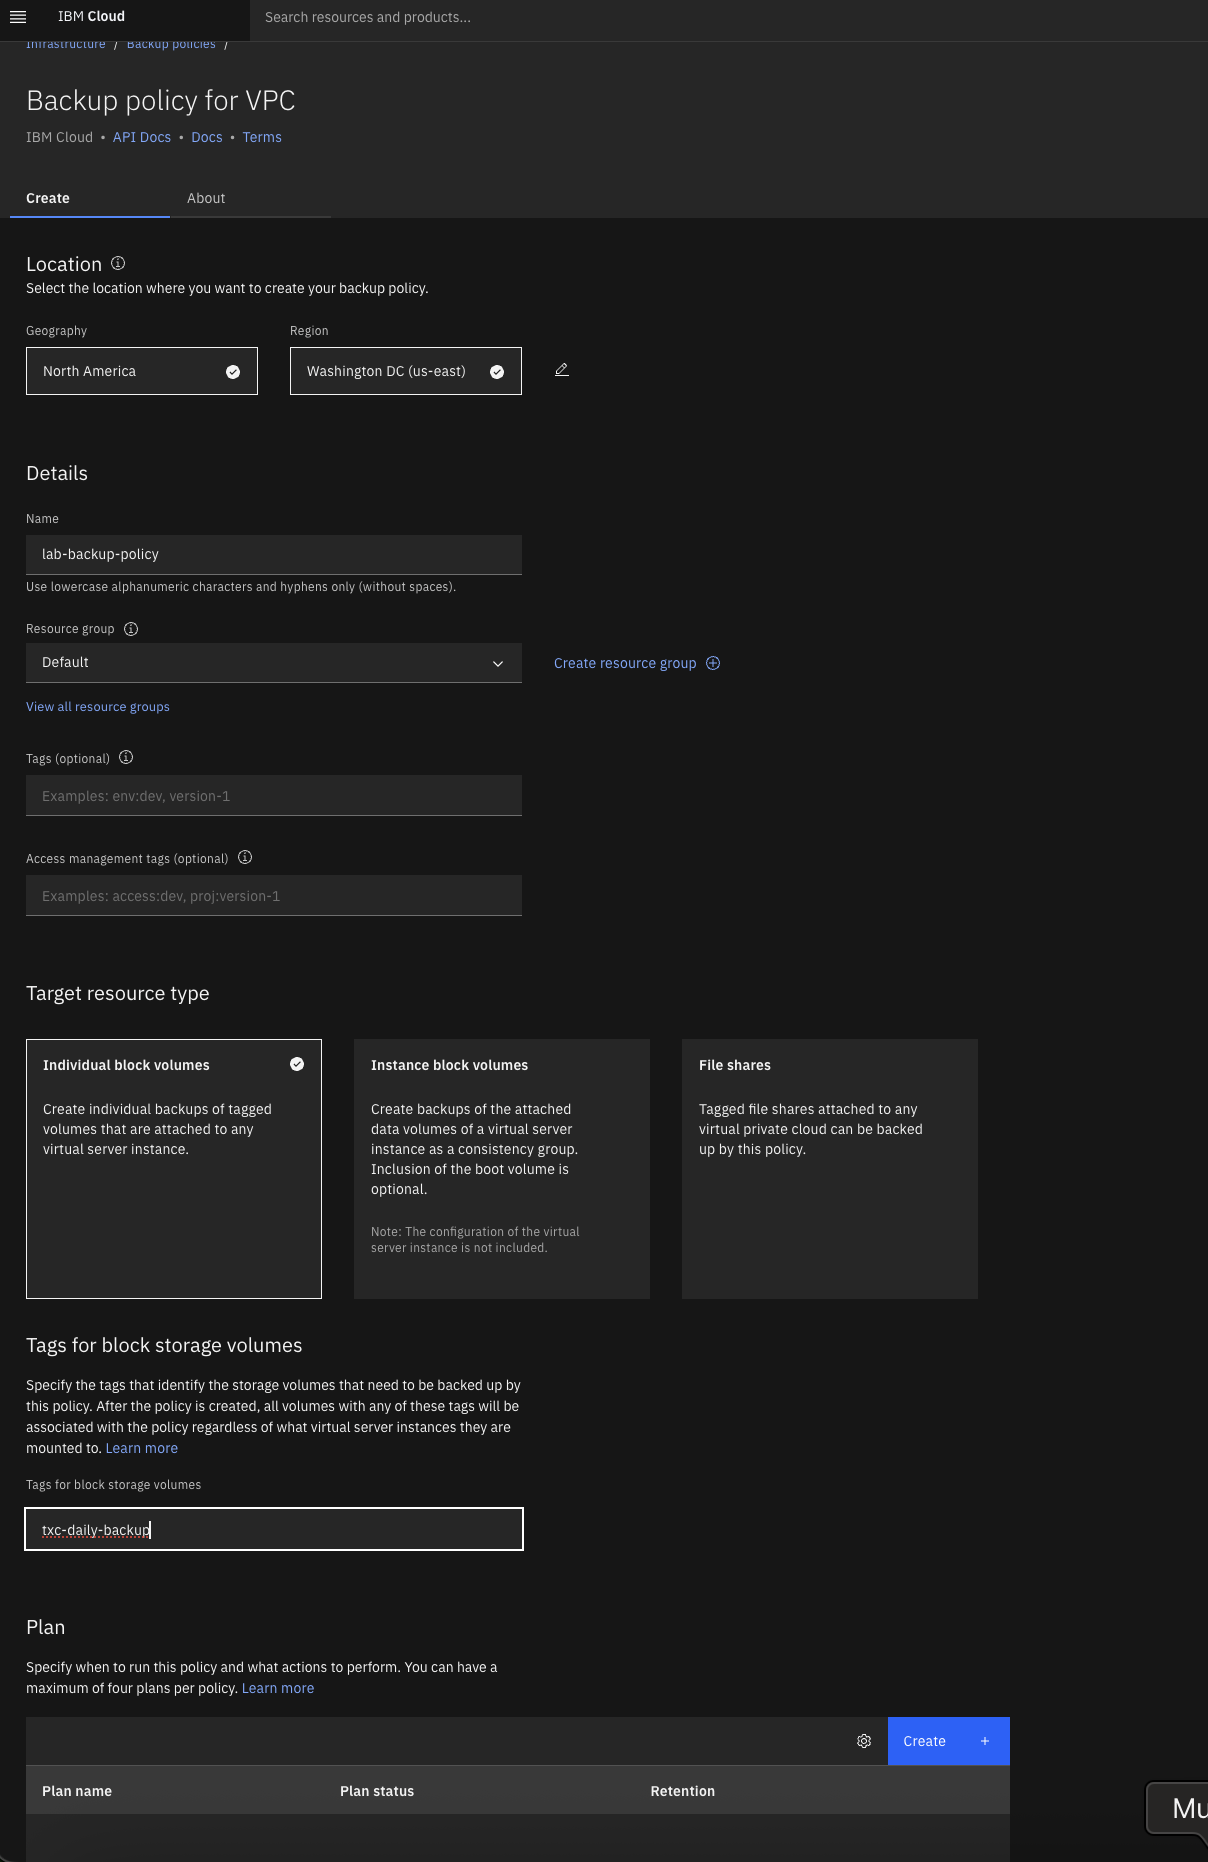 IBM Cloud
Search resources and products...
Infrastructure / Backup policies /
Backup policy for VPC
IBM Cloud • API Docs • Docs • Terms
Create
About
Location
Select the location where you want to create your backup policy.
Geography
Region
North America
Washington DC (us-east)
Details
Name
lab-backup-policy
Use lowercase alphanumeric characters and hyphens only (without spaces).
Resource group
Default
Create resource group
View all resource groups
Tags (optional)
Examples: env:dev, version-1
Access management tags (optional)
Examples: access:dev, proj:version-1
Target resource type
Individual block volumes
Create individual backups of tagged
volumes that are attached to any
virtual server instance.
Instance block volumes
Create backups of the attached
data volumes of a virtual server
instance as a consistency group.
Inclusion of the boot volume is
optional.
Note: The configuration of the virtual
server instance is not included.
File shares
Tagged file shares attached to any
virtual private cloud can be backed
up by this policy.
Tags for block storage volumes
Specify the tags that identify the storage volumes that need to be backed up by
this policy. After the policy is created, all volumes with any of these tags will be
associated with the policy regardless of what virtual server instances they are
mounted to. Learn more
Tags for block storage volumes
txc-daily-backup
Plan
Specify when to run this policy and what actions to perform. You can have a
maximum of four plans per policy. Learn more
Create +
Plan name
Plan status
Retention